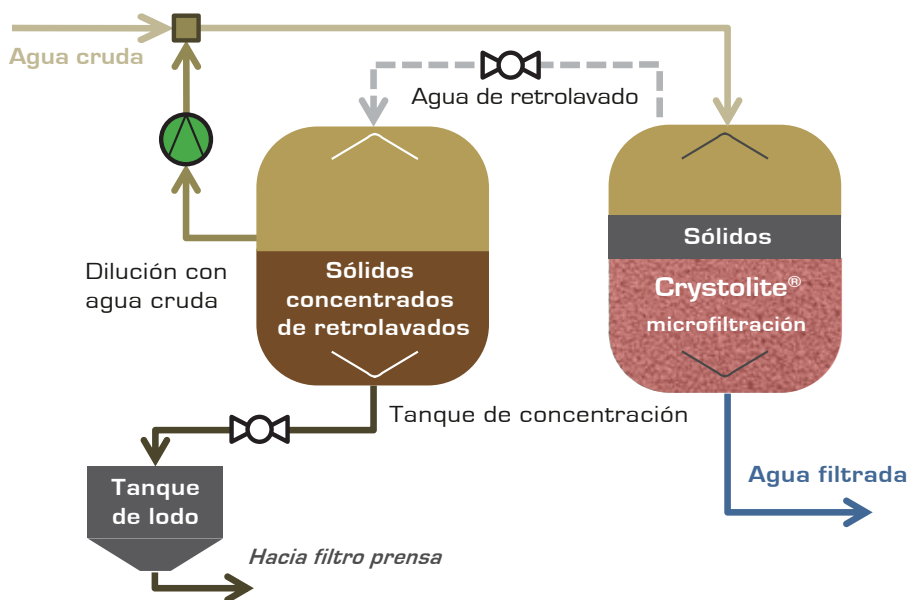 Agua cruda
Agua de retrolavado
Dilución con
agua cruda
Sólidos
concentrados
de retrolavados
Sólidos
Crystolite®
microfiltración
Tanque de concentración
Tanque
de lodo
Agua filtrada
Hacia filtro prensa